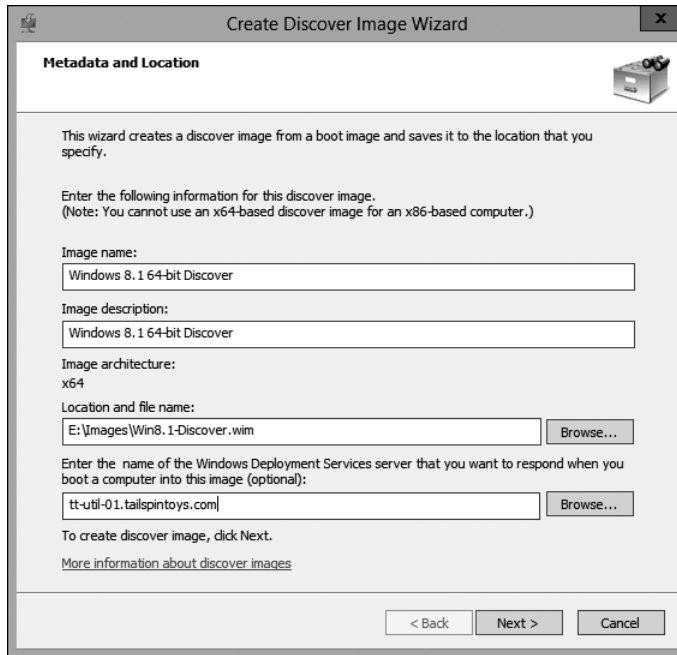 Create Discover Image Wizard
x
Metadata and Location
This wizard creates a discover image from a boot image and saves it to the location that you
specify.
Enter the following information for this discover image.
(Note: You cannot use an x64-based discover image for an x86-based computer.)
Image name:
Windows 8.1 64-bit Discover
Image description:
Windows 8.1 64-bit Discover
Image architecture:
x64
Location and file name:
E:\Images\Win8.1-Discover.wim
Browse...
Enter the name of the Windows Deployment Services server that you want to respond when you
boot a computer into this image (optional):
tt-util-01.tailspintoys.com
Browse...
To create discover image, click Next.
More information about discover images
< Back
Next >
Cancel